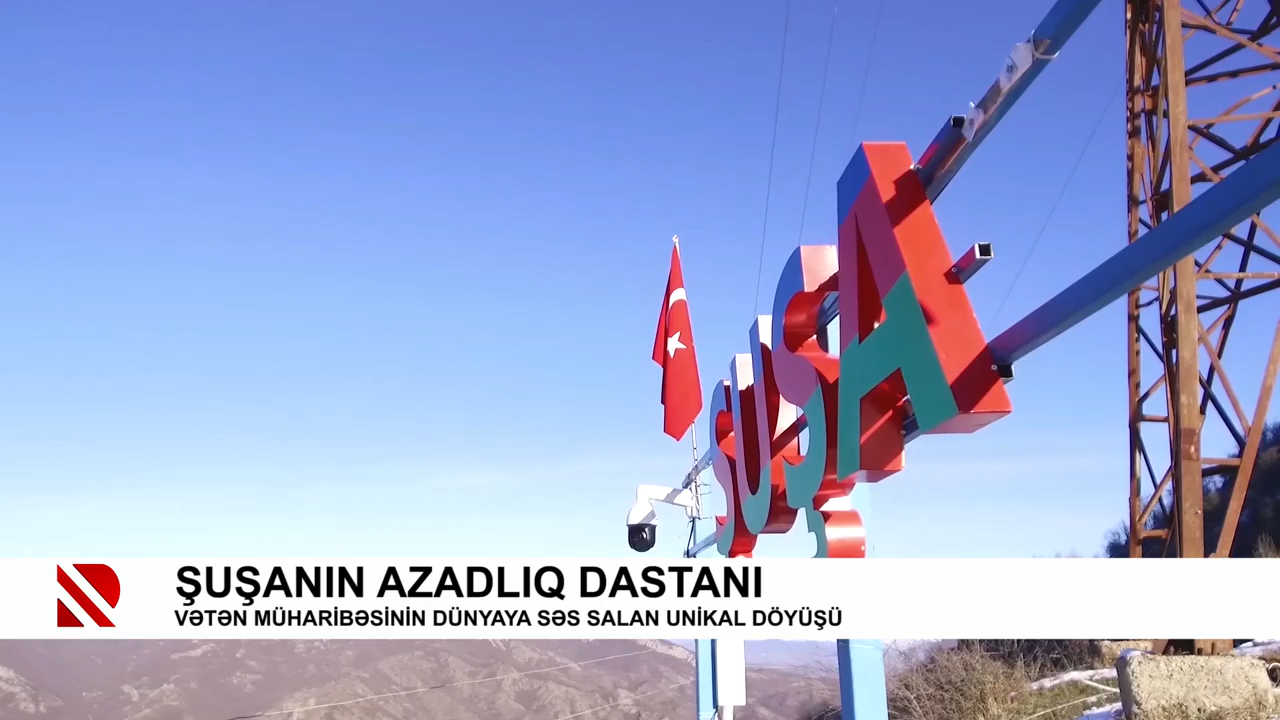 ŞUŞA
ŞUŞANIN AZADLIQ DASTANI
VƏTƏN MÜHARİBƏSİNİN DÜNYAYA SƏS SALAN UNİKAL DÖYÜŞÜ